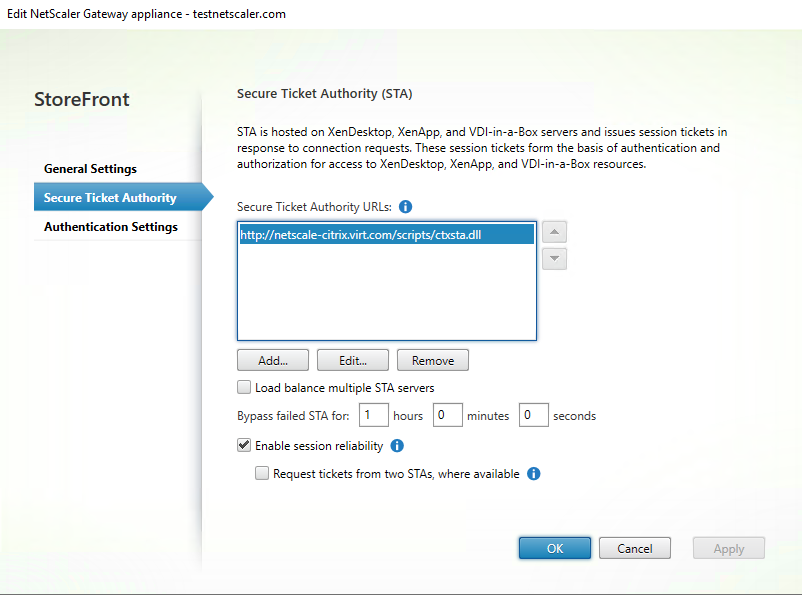 Edit NetScaler Gateway appliance - testnetscaler.com
StoreFront
General Settings
Secure Ticket Authority
Authentication Settings
Secure Ticket Authority (STA)
STA is hosted on XenDesktop, XenApp, and VDI-in-a-Box servers and issues session tickets in
response to connection requests. These session tickets form the basis of authentication and
authorization for access to XenDesktop, XenApp, and VDI-in-a-Box resources.
Secure Ticket Authority URLs:
http://netscale-citrix.virt.com/scripts/ctxsta.dll
Add... Edit... Remove
Load balance multiple STA servers
Bypass failed STA for: 1 hours 0 minutes 0 seconds
Enable session reliability
Request tickets from two STAs, where available
OK Cancel Apply